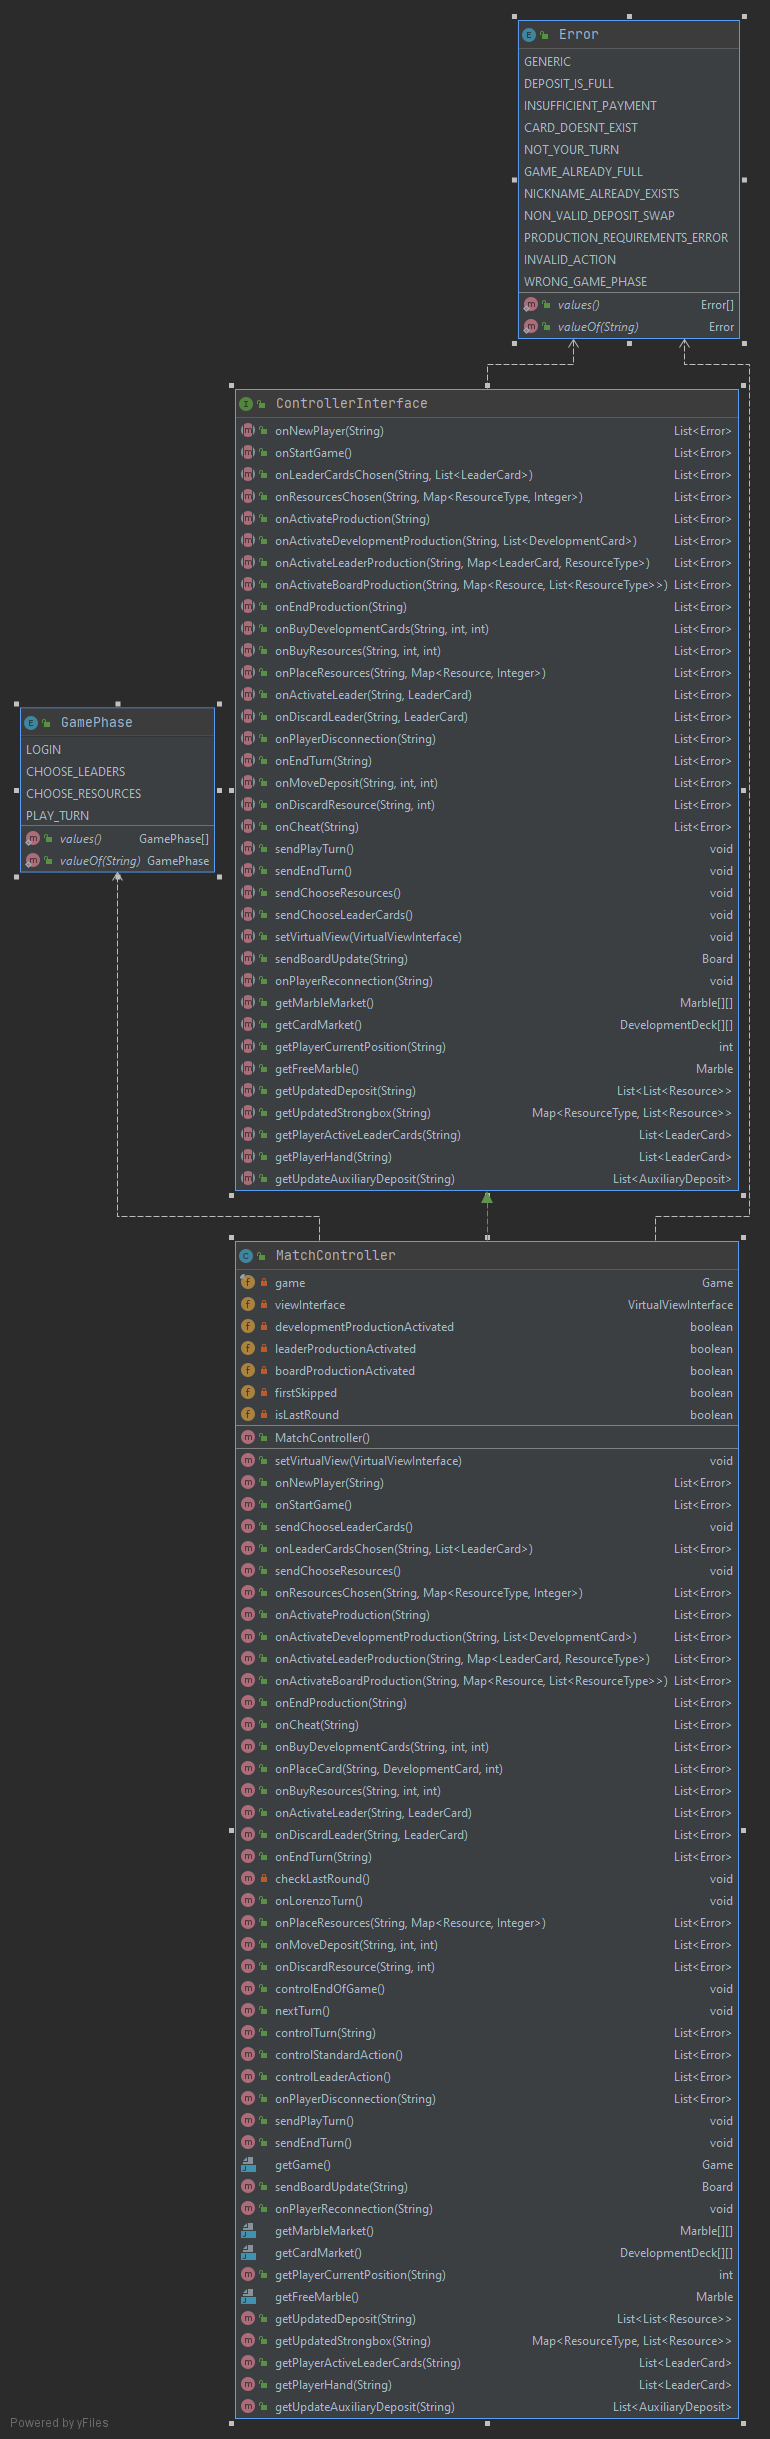 Error
GENERIC
DEPOSIT_IS_FULL
INSUFFICIENT_PAYMENT
CARD_DOESNT_EXIST
NOT_YOUR_TURN
GAME_ALREADY_FULL
NICKNAME_ALREADY_EXISTS
NON_VALID_DEPOSIT_SWAP
PRODUCTION_REQUIREMENTS_ERROR
INVALID_ACTION
WRONG_GAME_PHASE
values() Error[]
valueOf(String) Error
ControllerInterface
onNewPlayer(String) List<Error>
onStartGame() List<Error>
onLeaderCardsChosen(String, List<LeaderCard>) List<Error>
onResourcesChosen(String, Map<ResourceType, Integer>) List<Error>
onActivateProduction(String) List<Error>
onActivateDevelopmentProduction(String, List<DevelopmentCard>) List<Error>
onActivateLeaderProduction(String, Map<LeaderCard, ResourceType>) List<Error>
onActivateBoardProduction(String, Map<Resource, List<ResourceType>>) List<Error>
onEndProduction(String) List<Error>
onBuyDevelopmentCards(String, int, int) List<Error>
onBuyResources(String, int, int) List<Error>
onPlaceResources(String, Map<Resource, Integer>) List<Error>
onActivateLeader(String, LeaderCard) List<Error>
onDiscardLeader(String, LeaderCard) List<Error>
onPlayerDisconnection(String) List<Error>
onEndTurn(String) List<Error>
onMoveDeposit(String, int, int) List<Error>
onDiscardResource(String, int) List<Error>
onCheat(String) List<Error>
sendPlayTurn() void
sendEndTurn() void
sendChooseResources() void
sendChooseLeaderCards() void
setVirtualView(VirtualViewInterface) void
sendBoardUpdate(String) Board
onPlayerReconnection(String) void
getMarbleMarket() Marble[][]
getCardMarket() DevelopmentDeck[][]
getPlayerCurrentPosition(String) int
getFreeMarble() Marble
getUpdatedDeposit(String) List<List<Resource>>
getUpdatedStrongbox(String) Map<ResourceType, List<Resource>>
getPlayerActiveLeaderCards(String) List<LeaderCard>
getPlayerHand(String) List<LeaderCard>
getUpdateAuxiliaryDeposit(String) List<AuxiliaryDeposit>
GamePhase
LOGIN
CHOOSE_LEADERS
CHOOSE_RESOURCES
PLAY_TURN
values() GamePhase[]
valueOf(String) GamePhase
MatchController
game Game
viewInterface VirtualViewInterface
developmentProductionActivated boolean
leaderProductionActivated boolean
boardProductionActivated boolean
firstSkipped boolean
isLastRound boolean
MatchController()
setVirtualView(VirtualViewInterface) void
onNewPlayer(String) List<Error>
onStartGame() List<Error>
sendChooseLeaderCards() void
onLeaderCardsChosen(String, List<LeaderCard>) List<Error>
sendChooseResources() void
onResourcesChosen(String, Map<ResourceType, Integer>) List<Error>
onActivateProduction(String) List<Error>
onActivateDevelopmentProduction(String, List<DevelopmentCard>) List<Error>
onActivateLeaderProduction(String, Map<LeaderCard, ResourceType>) List<Error>
onActivateBoardProduction(String, Map<Resource, List<ResourceType>>) List<Error>
onEndProduction(String) List<Error>
onCheat(String) List<Error>
onBuyDevelopmentCards(String, int, int) List<Error>
onPlaceCard(String, DevelopmentCard, int) List<Error>
onBuyResources(String, int, int) List<Error>
onActivateLeader(String, LeaderCard) List<Error>
onDiscardLeader(String, LeaderCard) List<Error>
onEndTurn(String) List<Error>
checkLastRound() void
onLorenzoTurn() void
onPlaceResources(String, Map<Resource, Integer>) List<Error>
onMoveDeposit(String, int, int) List<Error>
onDiscardResource(String, int) List<Error>
controlEndOfGame() void
nextTurn() void
controlTurn(String) List<Error>
controlStandardAction() List<Error>
controlLeaderAction() List<Error>
onPlayerDisconnection(String) List<Error>
sendPlayTurn() void
sendEndTurn() void
getGame() Game
sendBoardUpdate(String) Board
onPlayerReconnection(String) void
getMarbleMarket() Marble[][]
getCardMarket() DevelopmentDeck[][]
getPlayerCurrentPosition(String) int
getFreeMarble() Marble
getUpdatedDeposit(String) List<List<Resource>>
getUpdatedStrongbox(String) Map<ResourceType, List<Resource>>
getPlayerActiveLeaderCards(String) List<LeaderCard>
getPlayerHand(String) List<LeaderCard>
getUpdateAuxiliaryDeposit(String) List<AuxiliaryDeposit>
Powered by yFiles